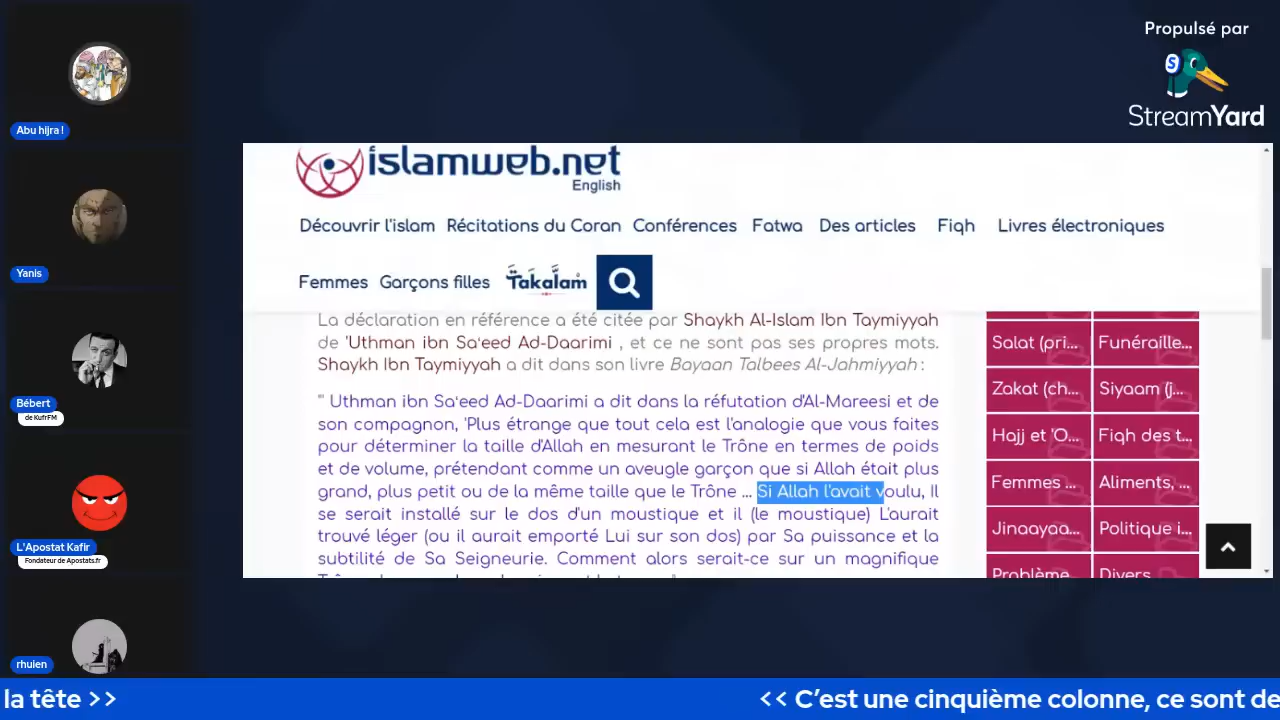 Propulsé par
StreamYard
Abu hijra !
Yanis
Bébert
de KufrFM
L'Apostat Kafir
Fondateur de Apostats.fr
rhuien
islamweb.net
English
Découvrir l'islam Récitations du Coran Conférences Fatwa Des articles Fiqh Livres électroniques
Femmes Garçons filles Takalam
La déclaration en référence a été citée par Shaykh Al-Islam Ibn Taymiyyah
de 'Uthman ibn Sa'eed Ad-Daarimi , et ce ne sont pas ses propres mots.
Shaykh Ibn Taymiyyah a dit dans son livre Bayaan Talbees Al-Jahmiyyah :
"' Uthman ibn Sa'eed Ad-Daarimi a dit dans la réfutation d'Al-Mareesi et de
son compagnon, 'Plus étrange que tout cela est l'analogie que vous faites
pour déterminer la taille d'Allah en mesurant le Trône en termes de poids
et de volume, prétendant comme un aveugle garçon que si Allah était plus
grand, plus petit ou de la même taille que le Trône ... Si Allah l'avait voulu, Il
se serait installé sur le dos d'un moustique et il (le moustique) L'aurait
trouvé léger (ou il aurait emporté Lui sur son dos) par Sa puissance et la
subtilité de Sa Seigneurie. Comment alors serait-ce sur un magnifique
Salat (pri... Funéraille...
Zakat (ch... Siyaam (j...
Hajj et 'O... Fiqh des t...
Femmes ... Aliments, ...
Jinaayaa... Politique i...
Problème Divers
la tête >> << C'est une cinquième colonne, ce sont de